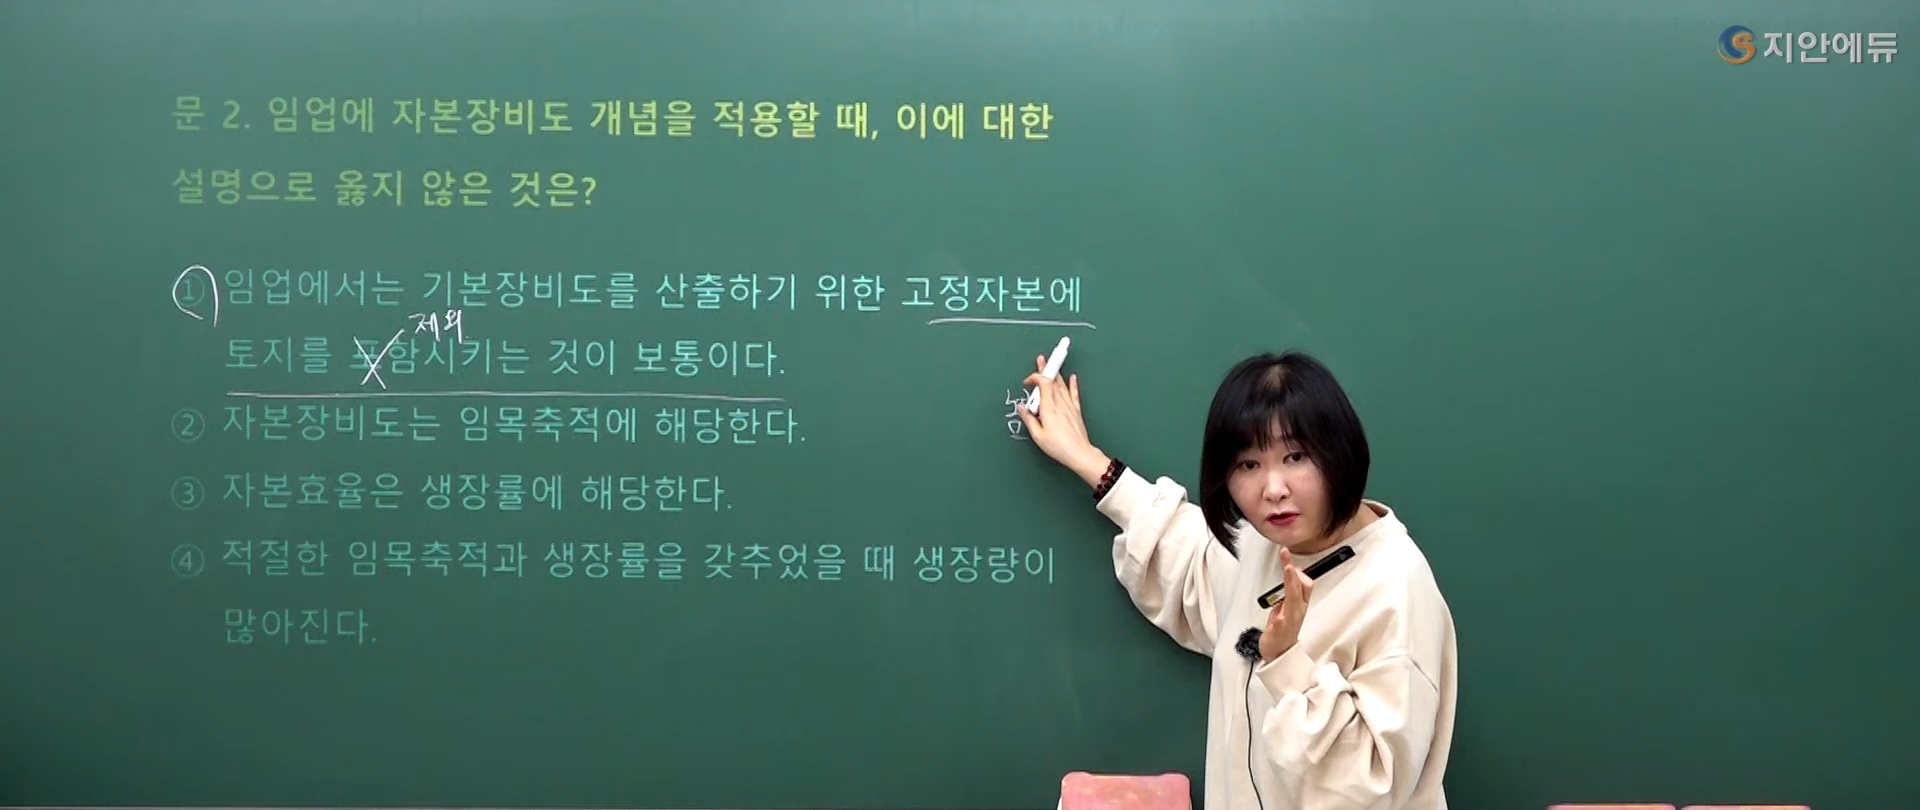 지안에듀
문 2. 임업에 자본장비도 개념을 적용할 때, 이에 대한
설명으로 옳지 않은 것은?
① 임업에서는 기본장비도를 산출하기 위한 고정자본에
제외
토지를 포함시키는 것이 보통이다.
② 자본장비도는 임목축적에 해당한다.
③ 자본효율은 생장률에 해당한다.
④ 적절한 임목축적과 생장률을 갖추었을 때 생장량이
많아진다.